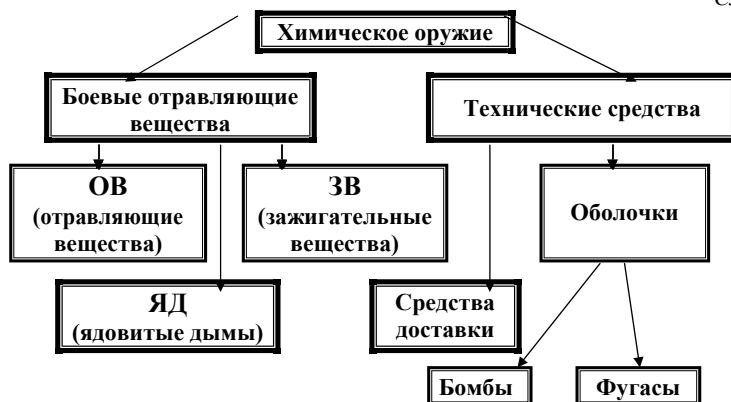 Химическое оружие
Боевые отравляющие
вещества
Технические средства
ОВ
(отравляющие
вещества)
ЗВ
(зажигательные
вещества)
Оболочки
ЯД
(ядовитые дымы)
Средства
доставки
Бомбы
Фугасы